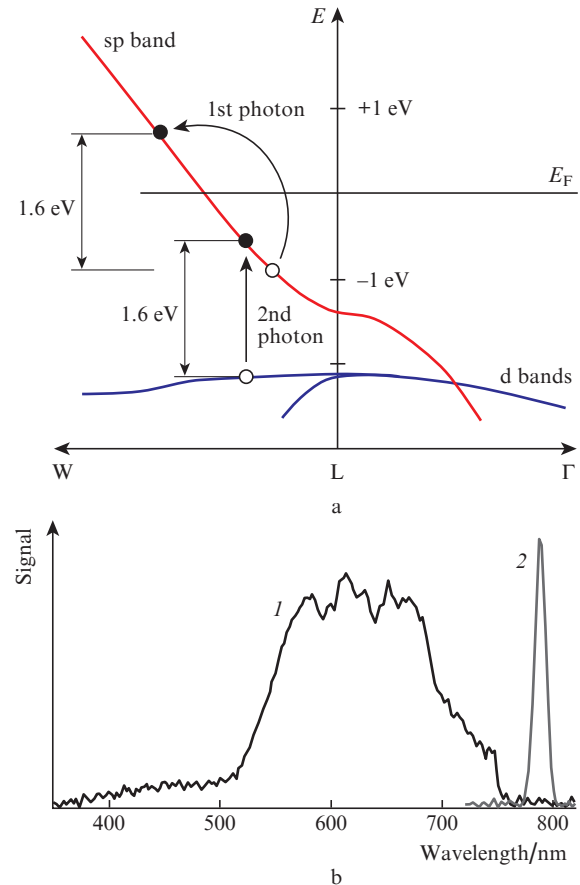 E
sp band
1st photon
+1 eV
E_F
1.6 eV
−1 eV
1.6 eV
2nd
photon
d bands
W
L
Γ
a
Signal
1
2
400
500
600
700
800
Wavelength/nm
b